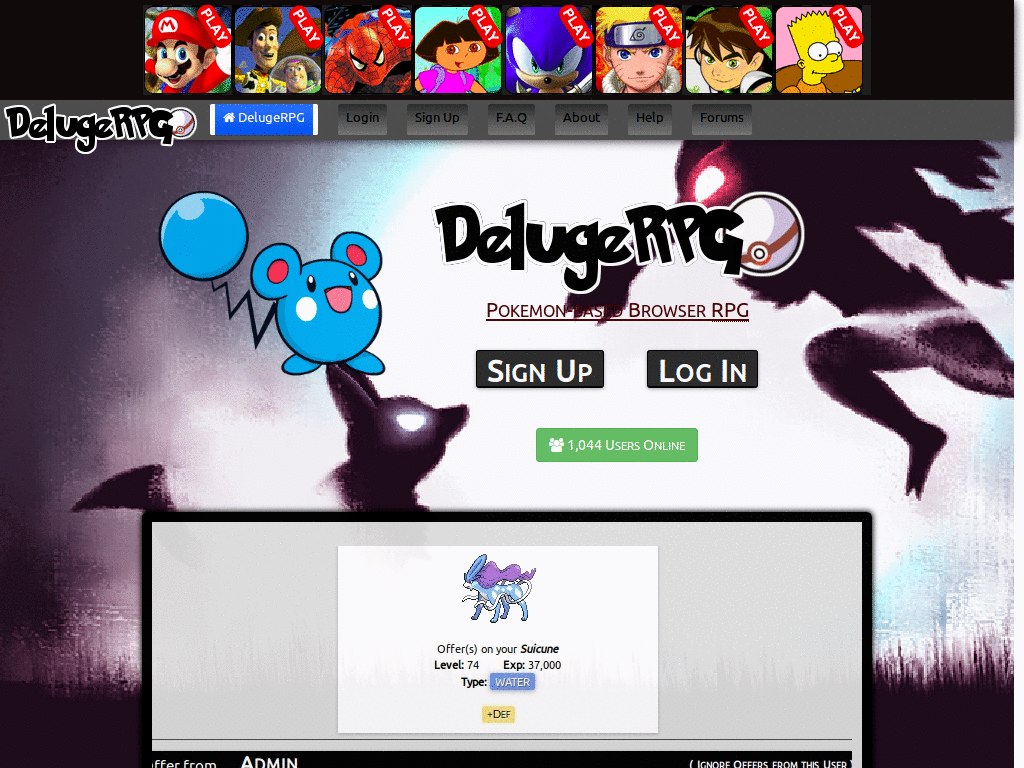 PLAY PLAY PLAY PLAY PLAY PLAY PLAY PLAY
M
DelugeRPG DelugeRPG Login Sign Up F.A.Q About Help Forums
DelugeRPG
Pokemon-based Browser RPG
Sign Up Log In
1,044 Users Online
Offer(s) on your Suicune
Level: 74 Exp: 37,000
Type: WATER
+Def
ffer from Admin ( Ignore Offers from this User )